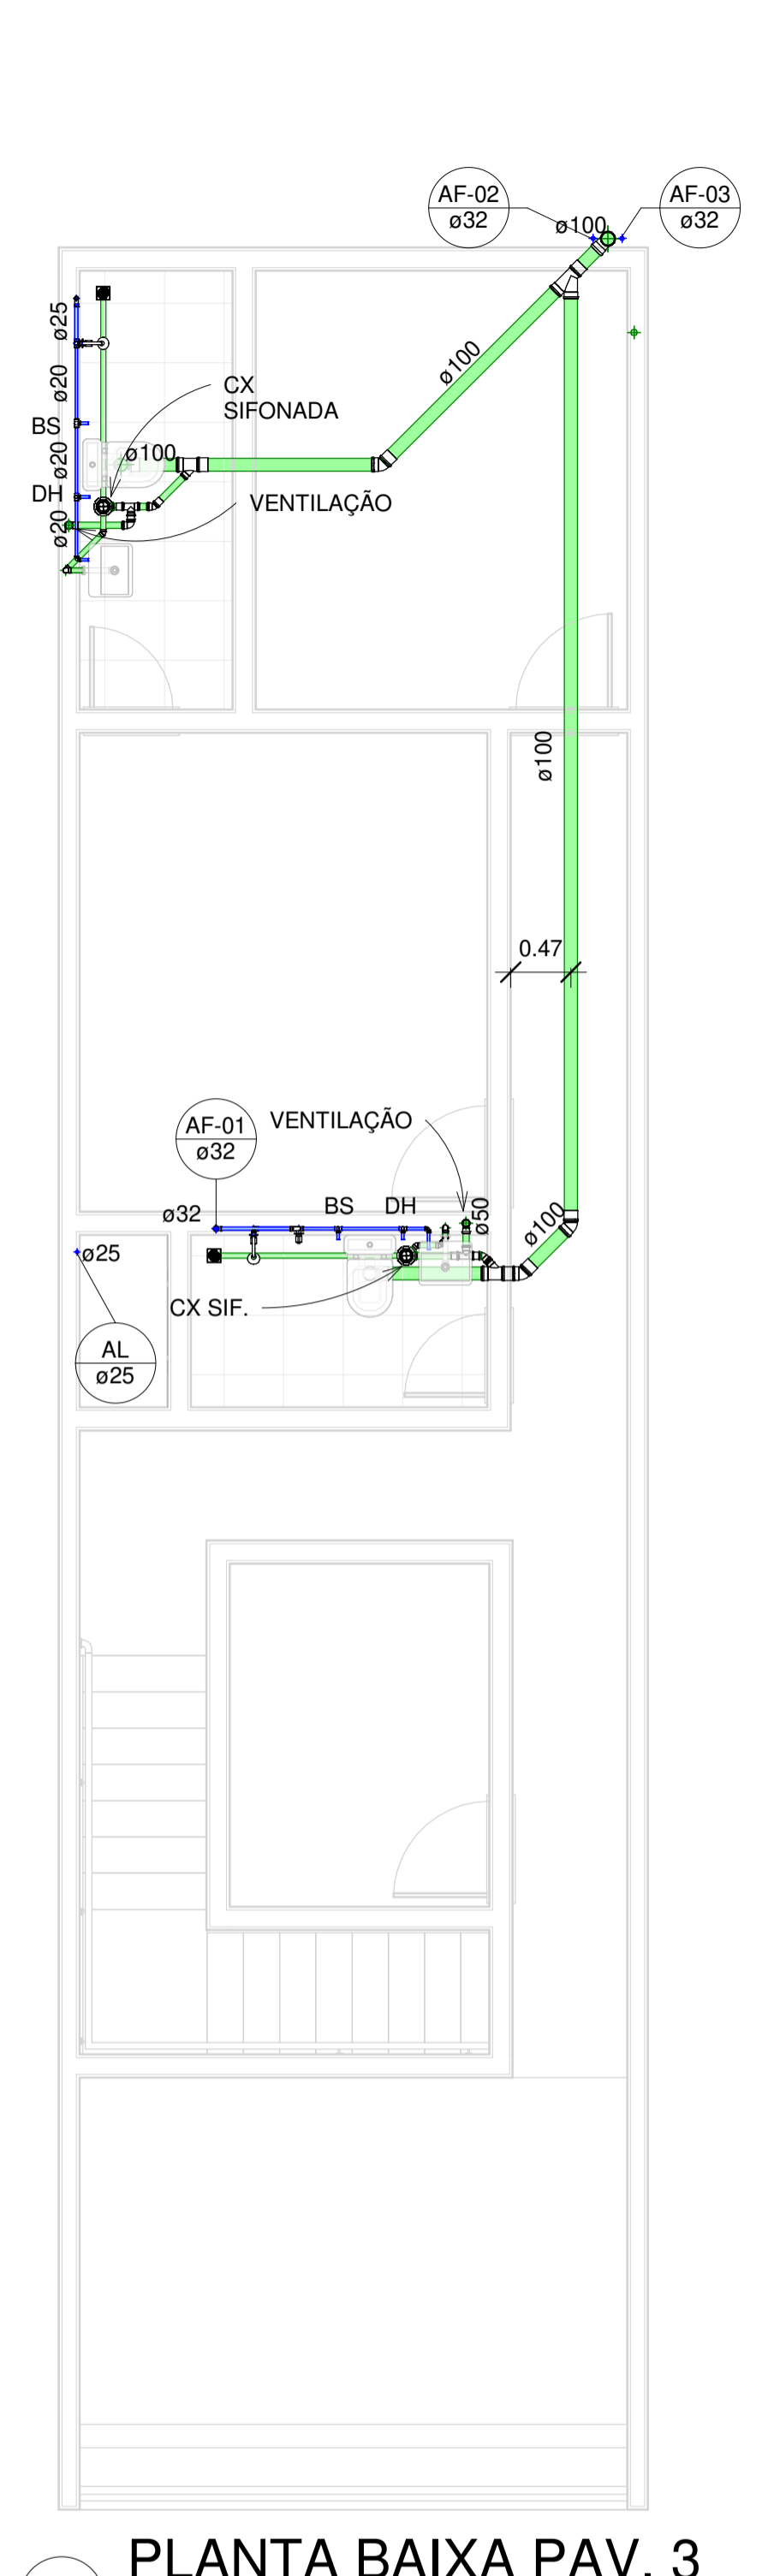 AF-02
ø32
AF-03
ø32
ø100
ø25
ø100
ø20
CX
SIFONADA
BS
ø20
ø100
DH
VENTILAÇÃO
ø20
ø100
0.47
AF-01
ø32
VENTILAÇÃO
BS
DH
ø32
ø50
ø100
ø25
CX SIF.
AL
ø25
PLANTA BAIXA PAV. 3